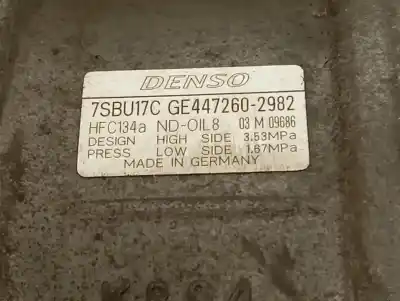 DENSO
7SBU17C GE447260-2982
HFC134a ND-OIL8 03 M 09686
DESIGN HIGH SIDE 3.53MPa
PRESS LOW SIDE 1.67MPa
MADE IN GERMANY